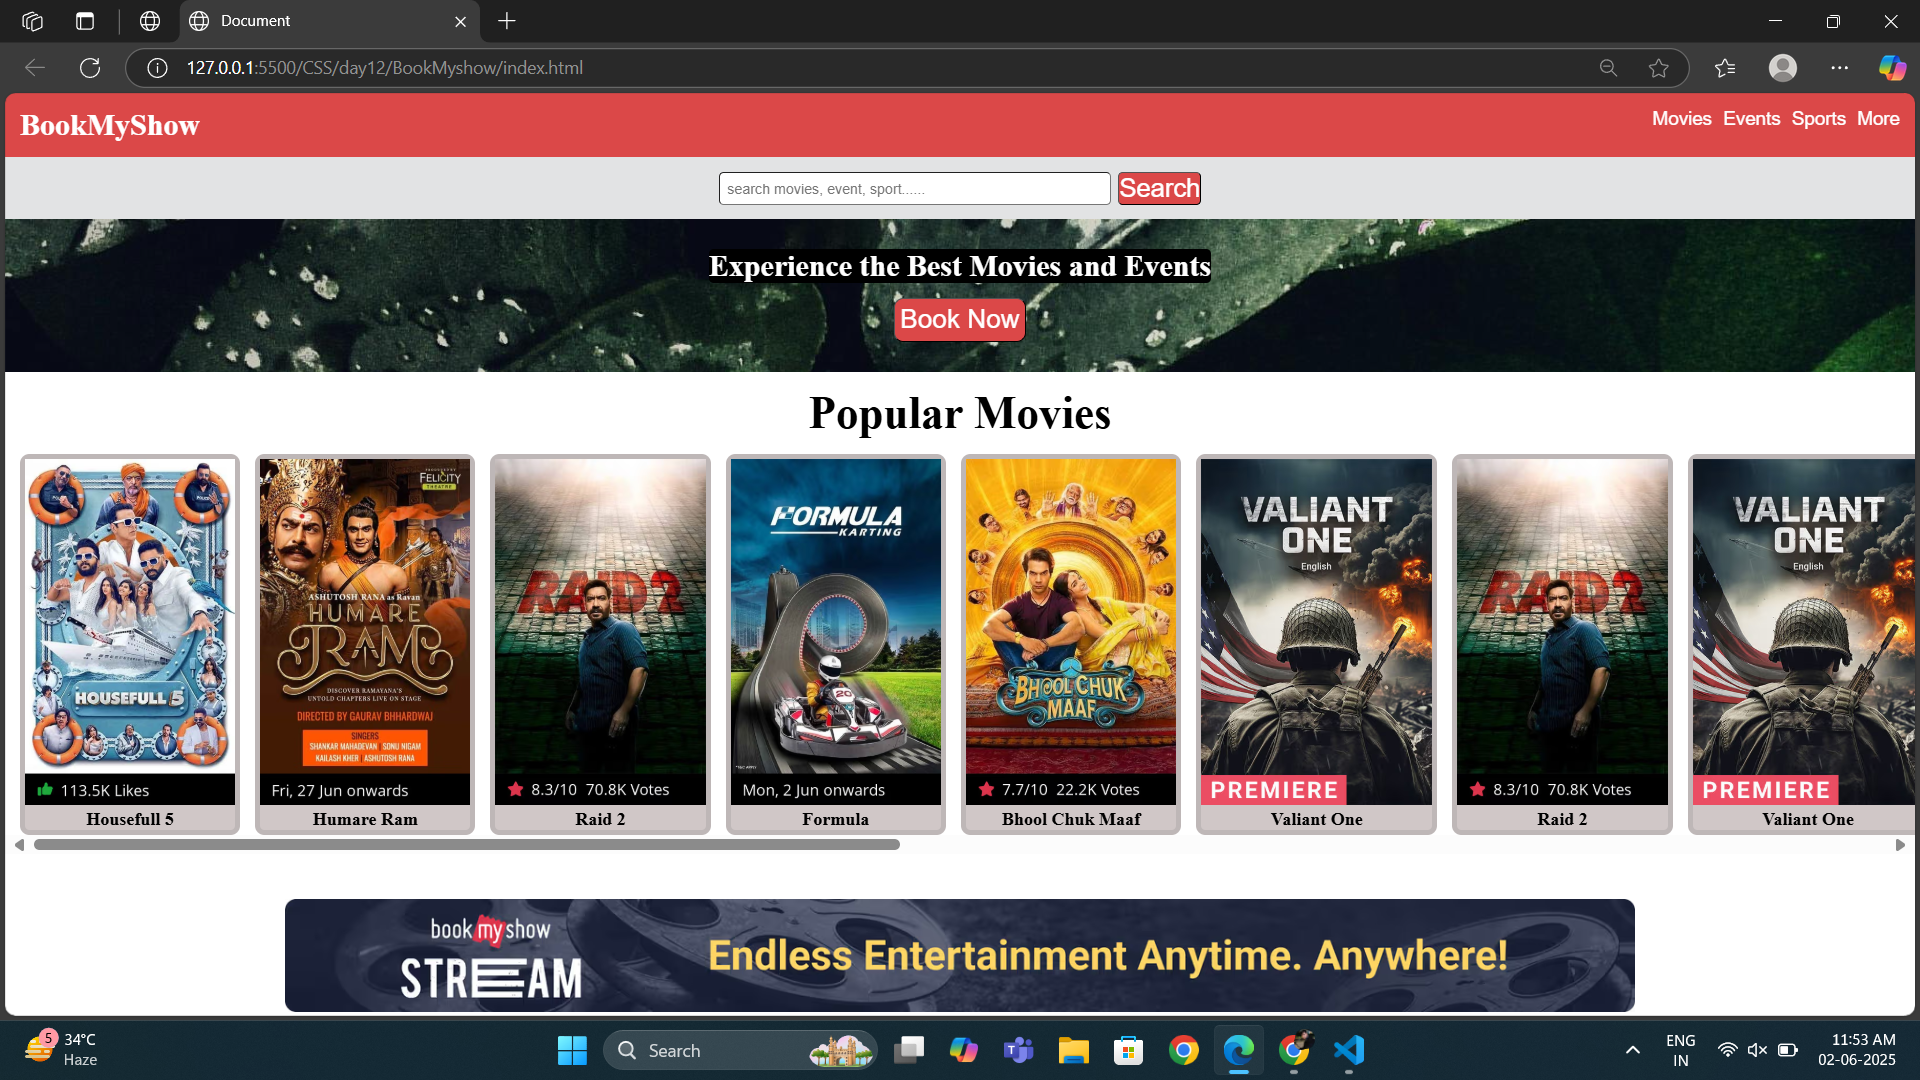 Document
127.0.0.1:5500/CSS/day12/BookMyshow/index.html
BookMyShow
Movies Events Sports More
search movies, event, sport......
Search
Experience the Best Movies and Events
Book Now
Popular Movies
HOUSEFULL 5
113.5K Likes
Housefull 5
FELICITY
THEATRE
ASHUTOSH RANA as Ravan
HUMARE
RAM
DISCOVER RAMAYANA'S
UNTOLD CHAPTERS LIVE ON STAGE
DIRECTED BY GAURAV BHHARDWAJ
SINGERS
SHANKAR MAHADEVAN | SONU NIGAM
KAILASH KHER | ASHUTOSH RANA
Fri, 27 Jun onwards
Humare Ram
RAID 2
8.3/10 70.8K Votes
Raid 2
FORMULA
KARTING
20
Mon, 2 Jun onwards
Formula
BHOOL CHUK
MAAF
7.7/10 22.2K Votes
Bhool Chuk Maaf
VALIANT
ONE
English
PREMIERE
Valiant One
RAID 2
8.3/10 70.8K Votes
Raid 2
VALIANT
ONE
English
PREMIERE
Valiant One
book my show
STREAM
Endless Entertainment Anytime. Anywhere!
5
34°C
Haze
Search
ENG
IN
11:53 AM
02-06-2025